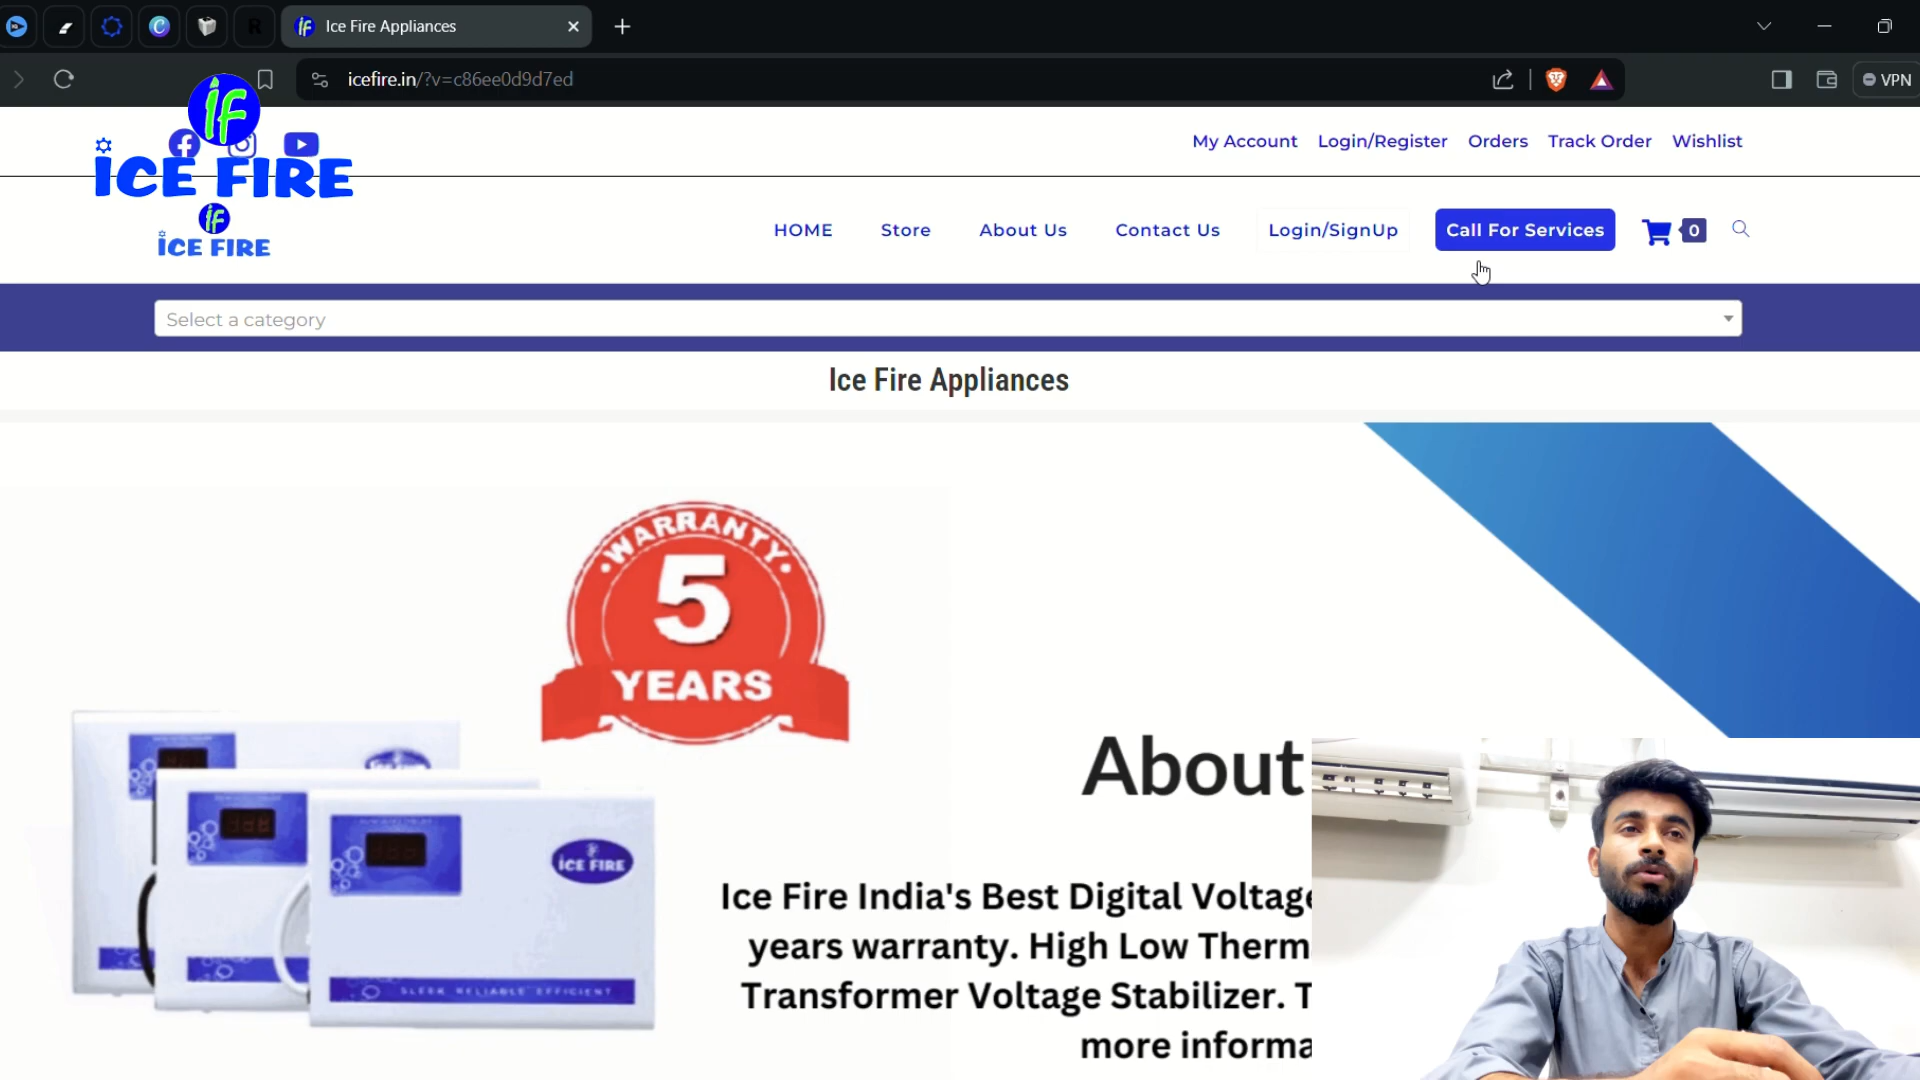 Ice Fire Appliances
icefire.in/?v=c86ee0d9d7ed
VPN
iF
iCE FIRE
My Account Login/Register Orders Track Order Wishlist
iF
iCE FIRE
HOME Store About Us Contact Us Login/SignUp Call For Services 0
Select a category
Ice Fire Appliances
WARRANTY
5
YEARS
About
iCE FIRE
Ice Fire India's Best Digital Voltage
years warranty. High Low Therm
Transformer Voltage Stabilizer. T
more informa
SLEEK RELIABLE EFFICIENT